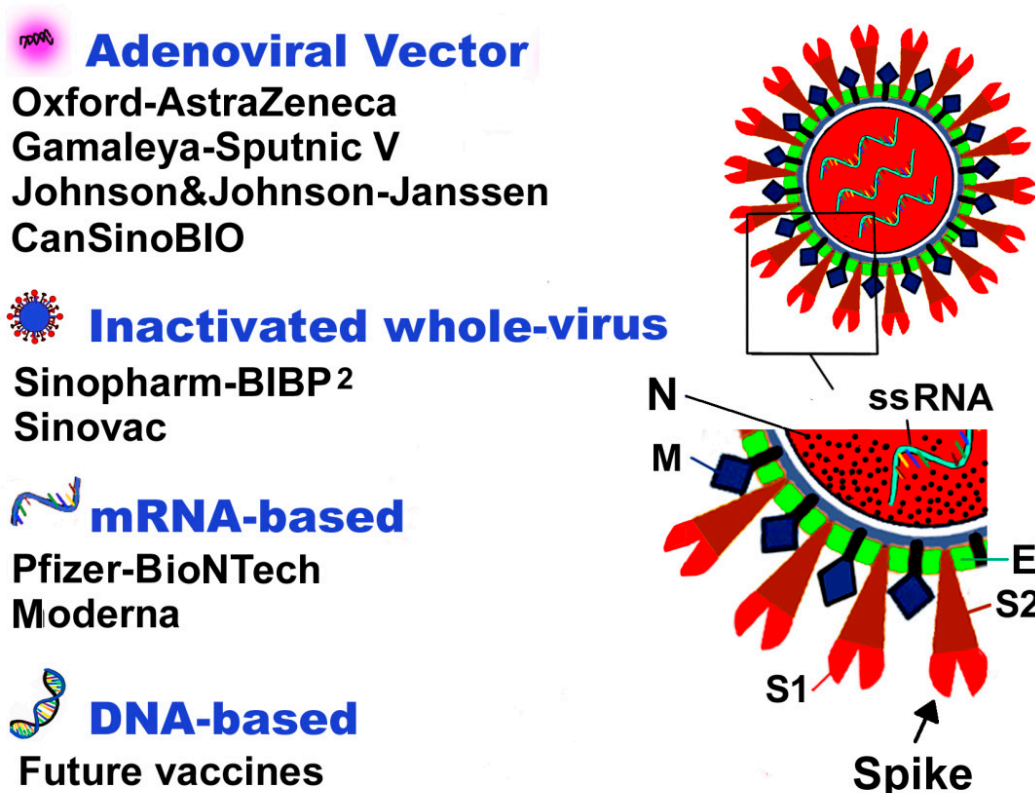 Adenoviral Vector
Oxford-AstraZeneca
Gamaleya-Sputnic V
Johnson&Johnson-Janssen
CanSinoBIO
Inactivated whole-virus
Sinopharm-BIBP 2
Sinovac
mRNA-based
Pfizer-BioNTech
Moderna
DNA-based
Future vaccines
N
ssRNA
M
E
S2
S1
Spike